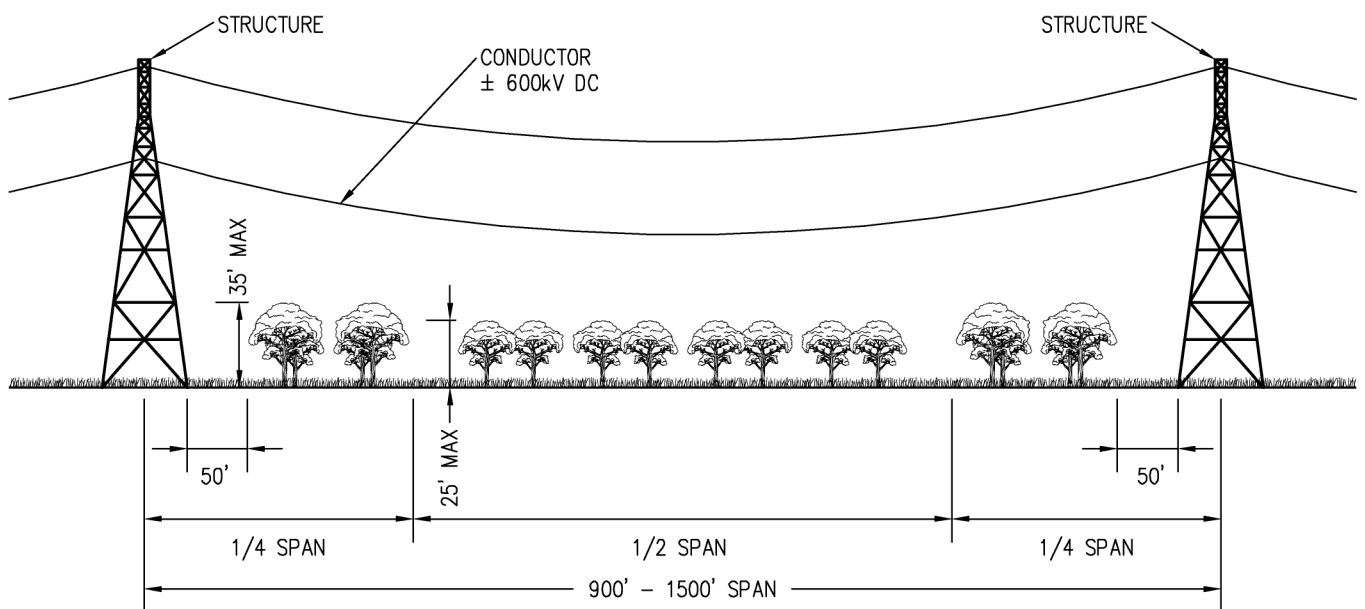 STRUCTURE
STRUCTURE
CONDUCTOR
± 600kV DC
35' MAX
25' MAX
50'
50'
1/4 SPAN
1/2 SPAN
1/4 SPAN
900' – 1500' SPAN